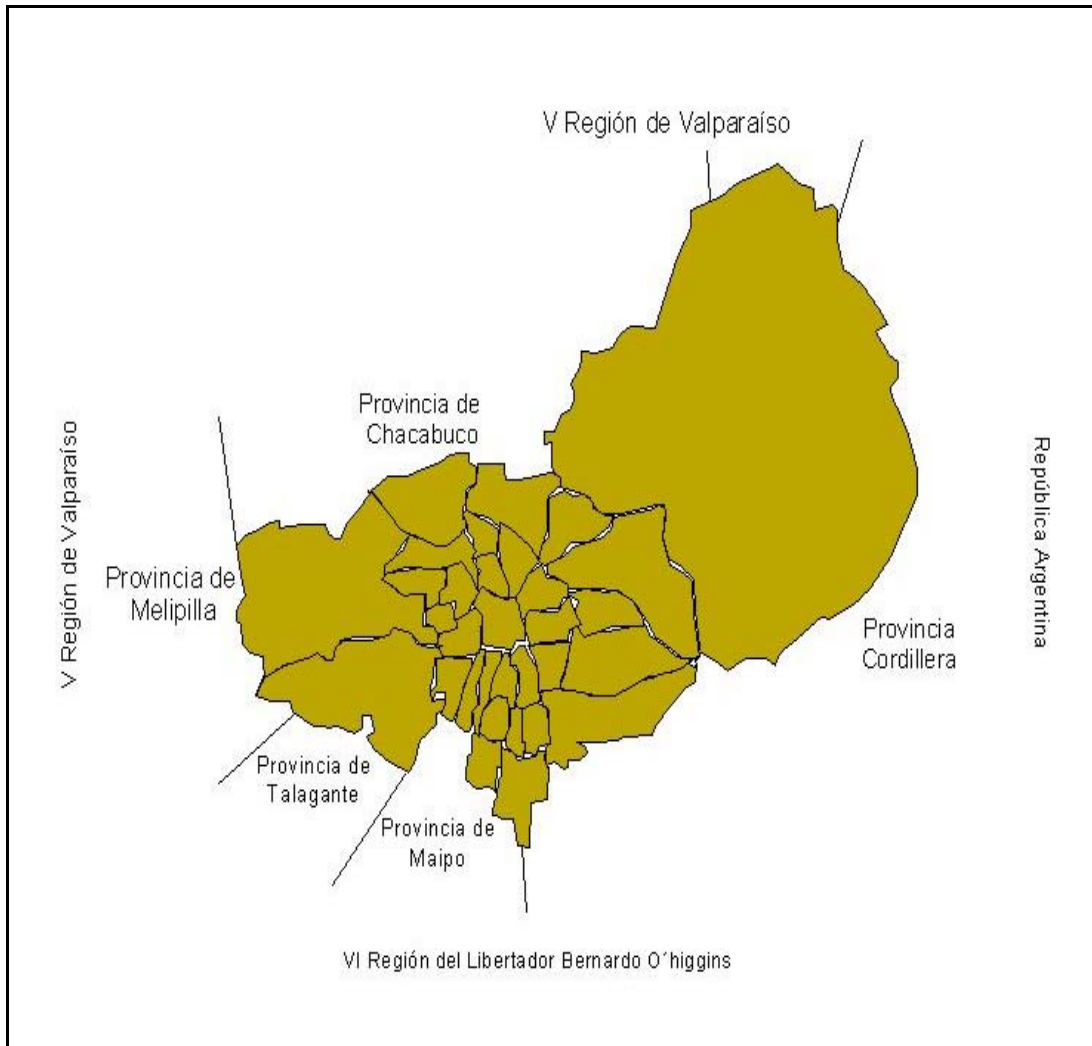 V Región de Valparaíso
Provincia de
Chacabuco
V Región de Valparaíso
República Argentina
Provincia de
Melipilla
Provincia
Cordillera
Provincia de
Talagante
Provincia de
Maipo
VI Región del Libertador Bernardo O´higgins